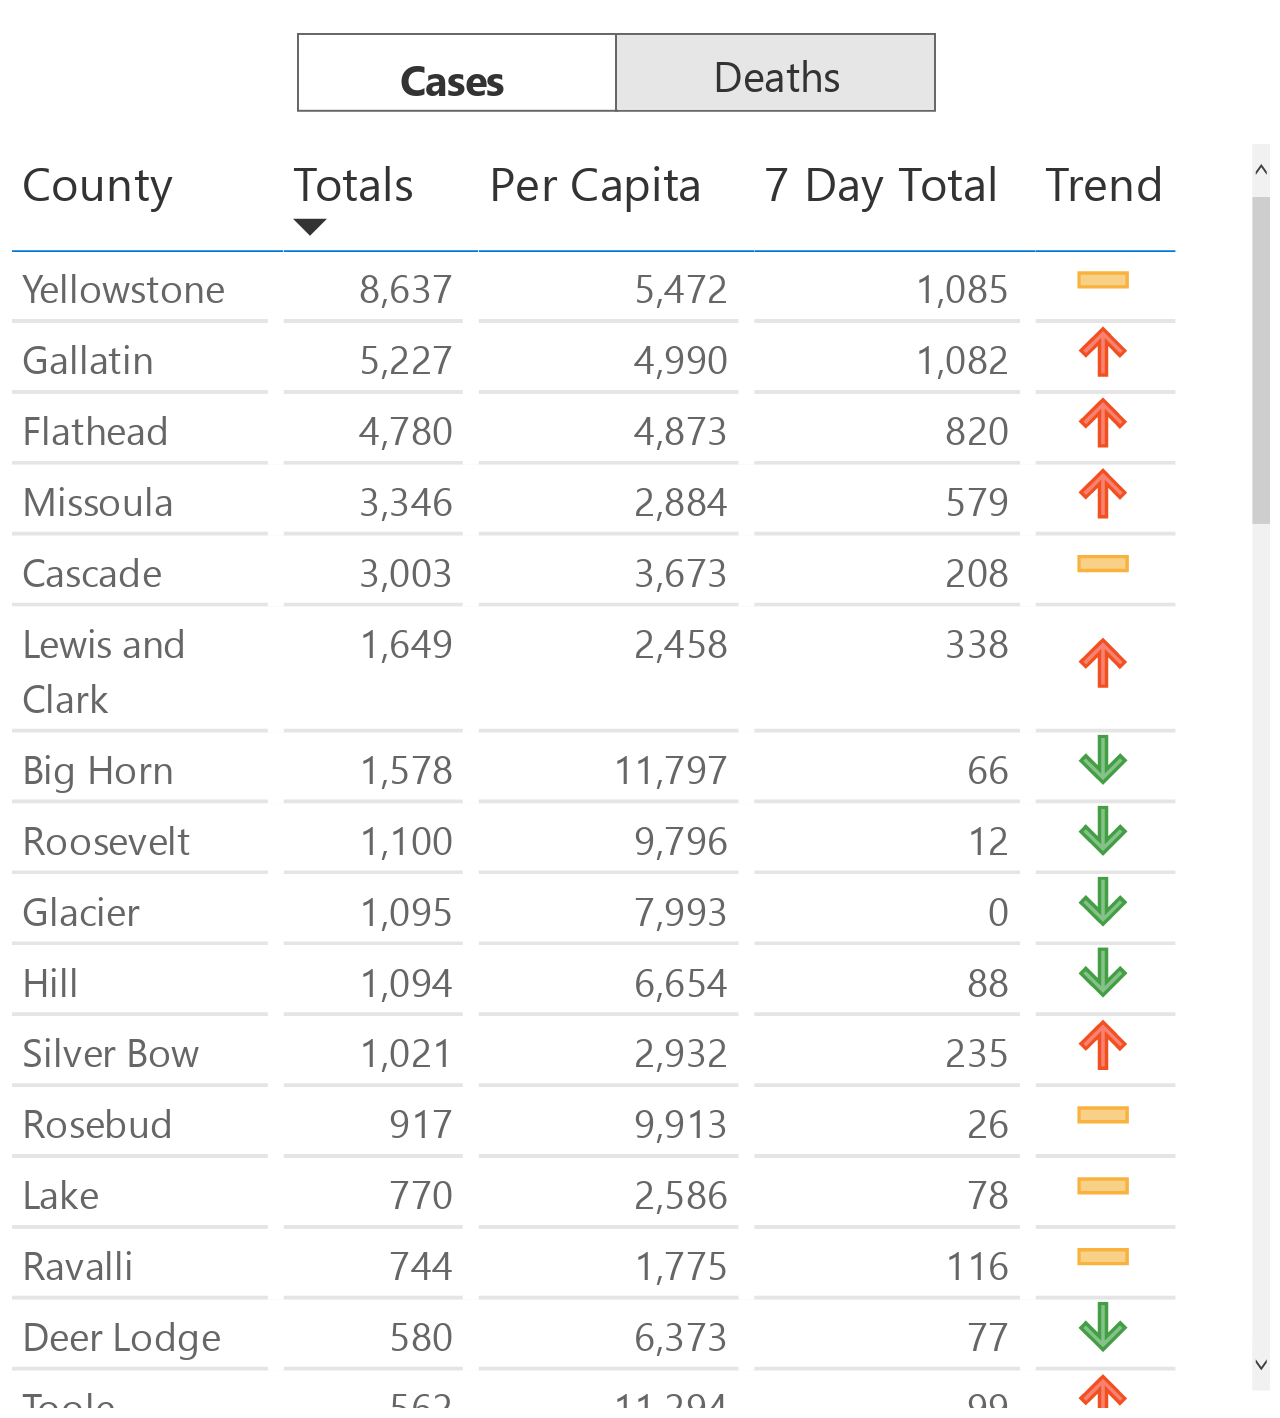 Cases Deaths
County Totals Per Capita 7 Day Total Trend
Yellowstone 8,637 5,472 1,085
Gallatin 5,227 4,990 1,082
Flathead 4,780 4,873 820
Missoula 3,346 2,884 579
Cascade 3,003 3,673 208
Lewis and 1,649 2,458 338
Clark
Big Horn 1,578 11,797 66
Roosevelt 1,100 9,796 12
Glacier 1,095 7,993 0
Hill 1,094 6,654 88
Silver Bow 1,021 2,932 235
Rosebud 917 9,913 26
Lake 770 2,586 78
Ravalli 744 1,775 116
Deer Lodge 580 6,373 77
Toole 562 11,294